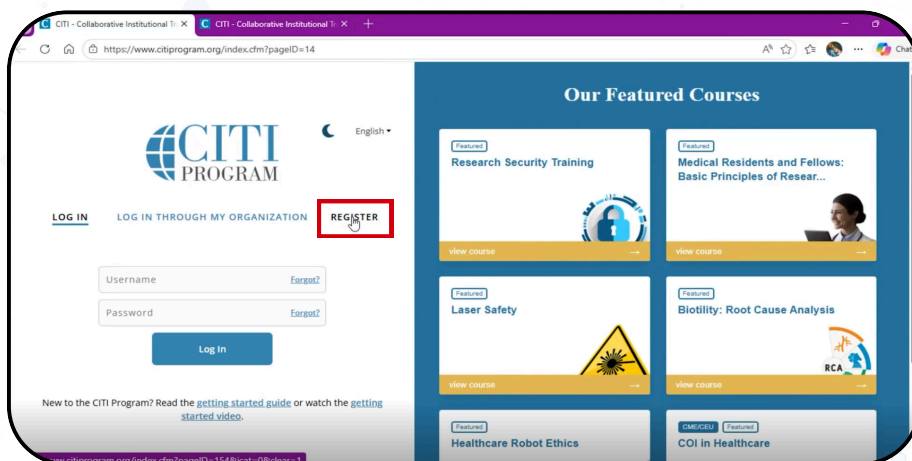 CITI - Collaborative Institutional Tr
CITI - Collaborative Institutional Tr
https://www.citiprogram.org/index.cfm?pageID=14
Chat
CITI
PROGRAM
English
LOG IN
LOG IN THROUGH MY ORGANIZATION
REGISTER
Username
Forgot?
Password
Forgot?
Log In
New to the CITI Program? Read the getting started guide or watch the getting
started video.
Our Featured Courses
Featured
Research Security Training
view course
Featured
Medical Residents and Fellows:
Basic Principles of Resear...
view course
Featured
Laser Safety
view course
Featured
Biotility: Root Cause Analysis
RCA
view course
Featured
Healthcare Robot Ethics
CME/CEU Featured
COI in Healthcare